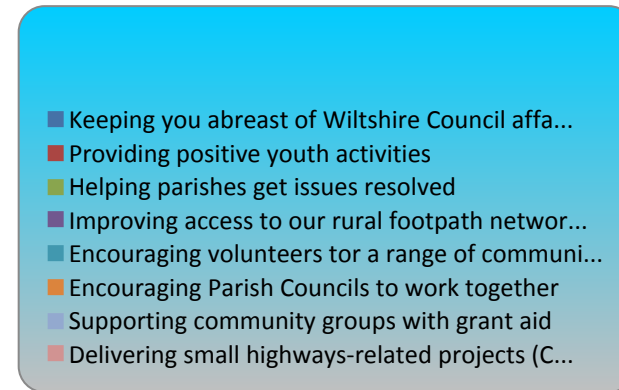 Keeping you abreast of Wiltshire Council affa...
Providing positive youth activities
Helping parishes get issues resolved
Improving access to our rural footpath networ...
Encouraging volunteers tor a range of communi...
Encouraging Parish Councils to work together
Supporting community groups with grant aid
Delivering small highways-related projects (C...